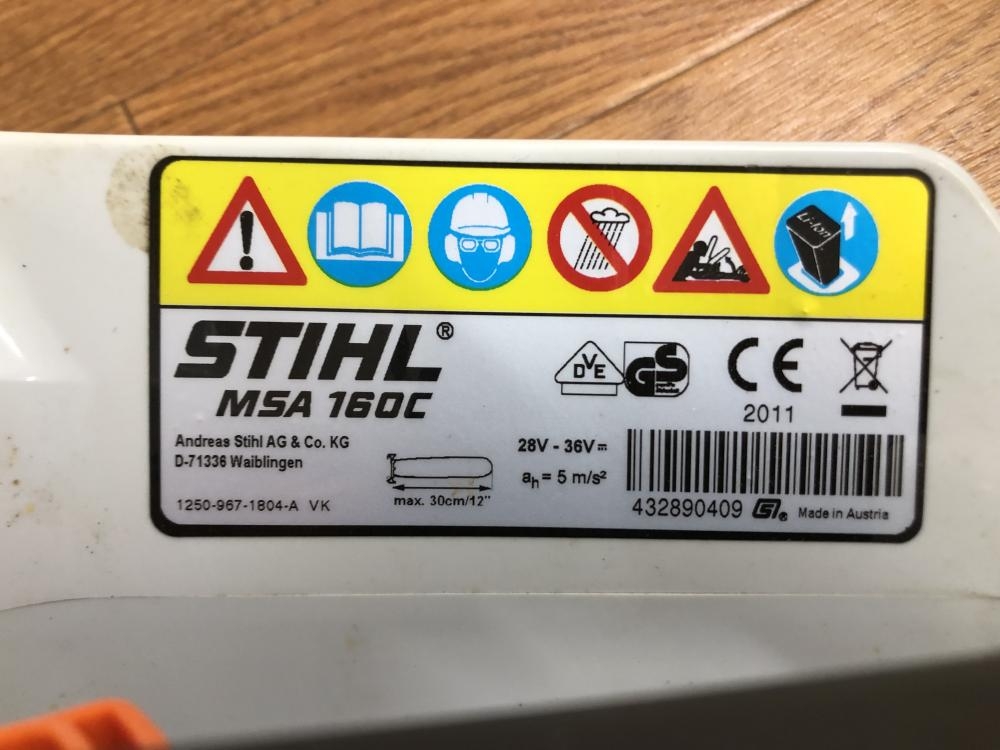 Li-Ion
STIHL®
MSA 160C
Andreas Stihl AG & Co. KG
D-71336 Waiblingen
1250-967-1804-A VK
max. 30cm/12"
28V - 36V⎓
aₕ = 5 m/s²
DVE
GS
CE
2011
432890409
® Made in Austria